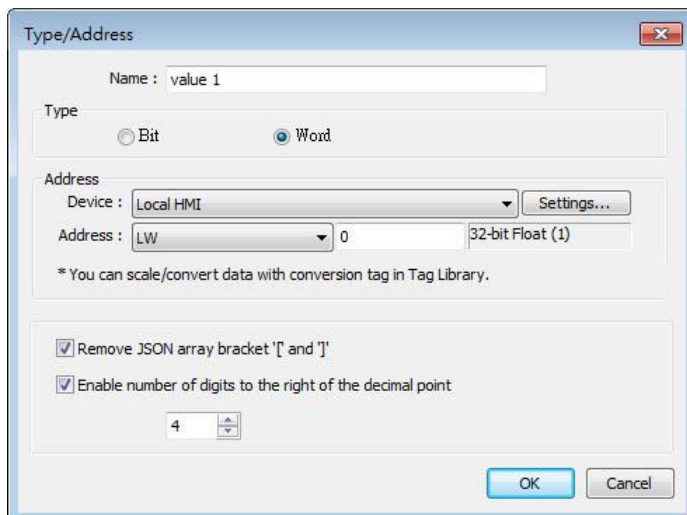 Type/Address
Name : value 1
Type
Bit Word
Address
Device : Local HMI Settings...
Address : LW 0 32-bit Float (1)
* You can scale/convert data with conversion tag in Tag Library.
Remove JSON array bracket '[' and ']'
Enable number of digits to the right of the decimal point
4
OK Cancel